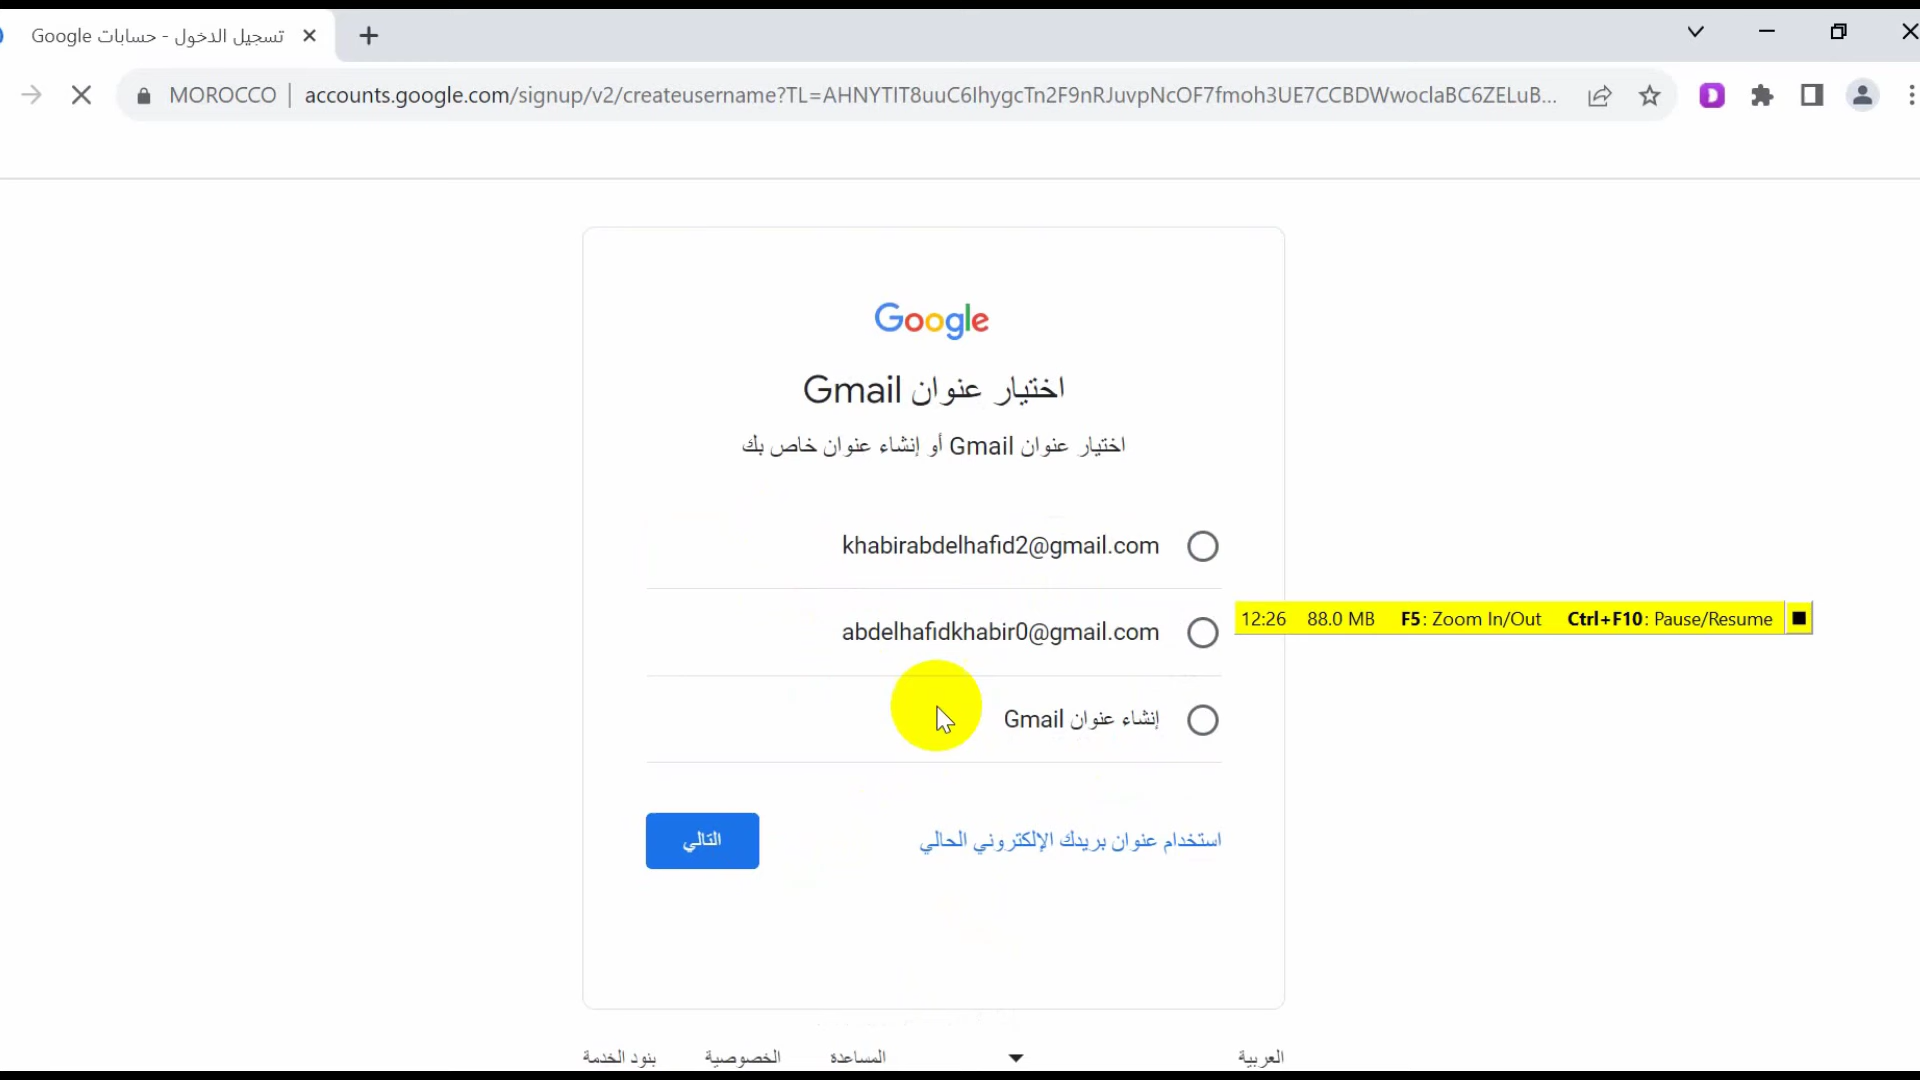 تسجيل الدخول - حسابات Google
MOROCCO | accounts.google.com/signup/v2/createusername?TL=AHNYTIT8uuC6IhygcTn2F9nRJuvpNcOF7fmoh3UE7CCBDWwoclaBC6ZELuB...
Google
اختيار عنوان Gmail
اختيار عنوان Gmail أو إنشاء عنوان خاص بك
khabirabdelhafid2@gmail.com
abdelhafidkhabir0@gmail.com
12:26 88.0 MB F5: Zoom In/Out Ctrl+F10: Pause/Resume
إنشاء عنوان Gmail
استخدام عنوان بريدك الإلكتروني الحالي
التالي
العربية
المساعدة الخصوصية بنود الخدمة